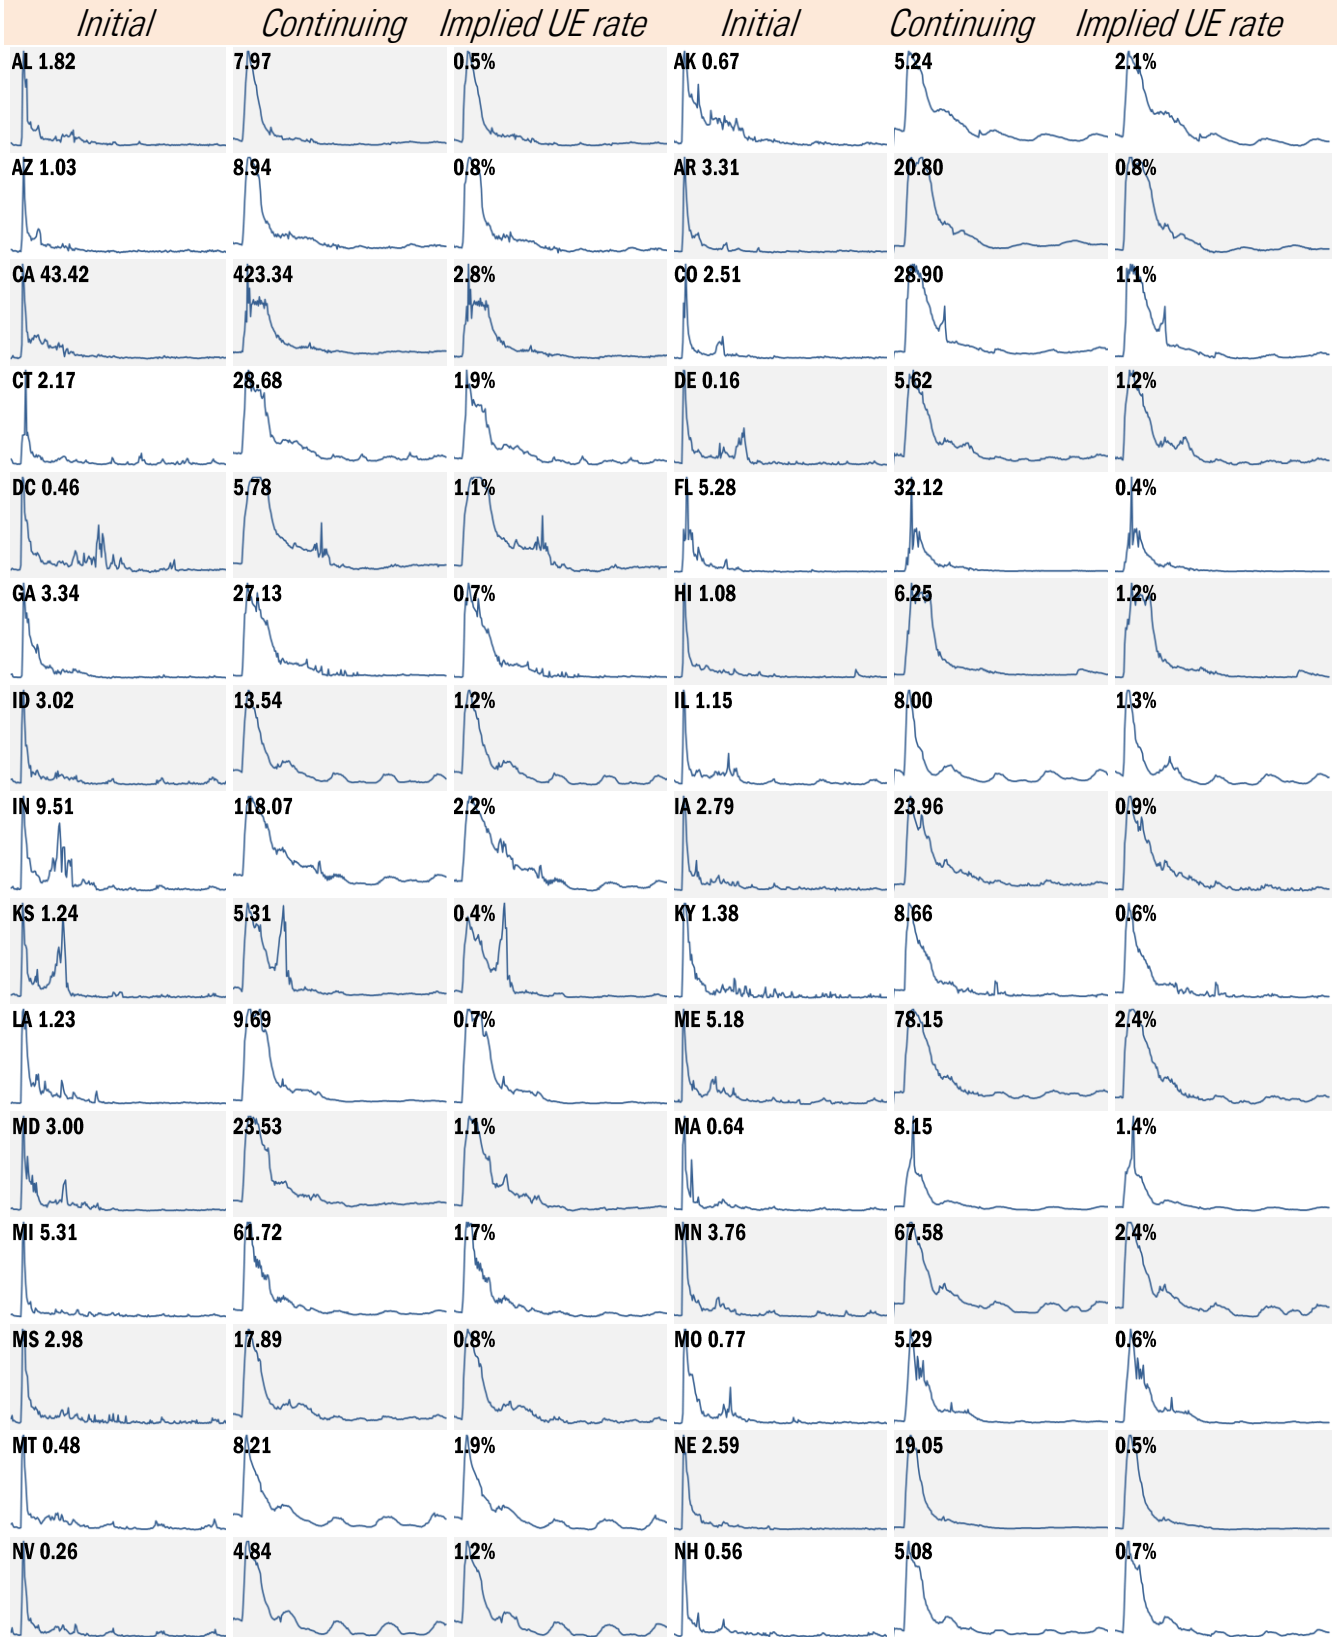 Initial Continuing Implied UE rate Initial Continuing Implied UE rate
AL 1.82 7.97 0.5% AK 0.67 5.24 2.1%
AZ 1.03 8.94 0.8% AR 3.31 20.80 0.8%
CA 43.42 423.34 2.8% CO 2.51 28.90 1.1%
CT 2.17 28.68 1.9% DE 0.16 5.62 1.2%
DC 0.46 5.78 1.1% FL 5.28 32.12 0.4%
GA 3.34 27.13 0.7% HI 1.08 6.25 1.2%
ID 3.02 13.54 1.2% IL 1.15 8.00 1.3%
IN 9.51 118.07 2.2% IA 2.79 23.96 0.9%
KS 1.24 5.31 0.4% KY 1.38 8.66 0.6%
LA 1.23 9.69 0.7% ME 5.18 78.15 2.4%
MD 3.00 23.53 1.1% MA 0.64 8.15 1.4%
MI 5.31 61.72 1.7% MN 3.76 67.58 2.4%
MS 2.98 17.89 0.8% MO 0.77 5.29 0.6%
MT 0.48 8.21 1.9% NE 2.59 19.05 0.5%
NV 0.26 4.84 1.2% NH 0.56 5.08 0.7%